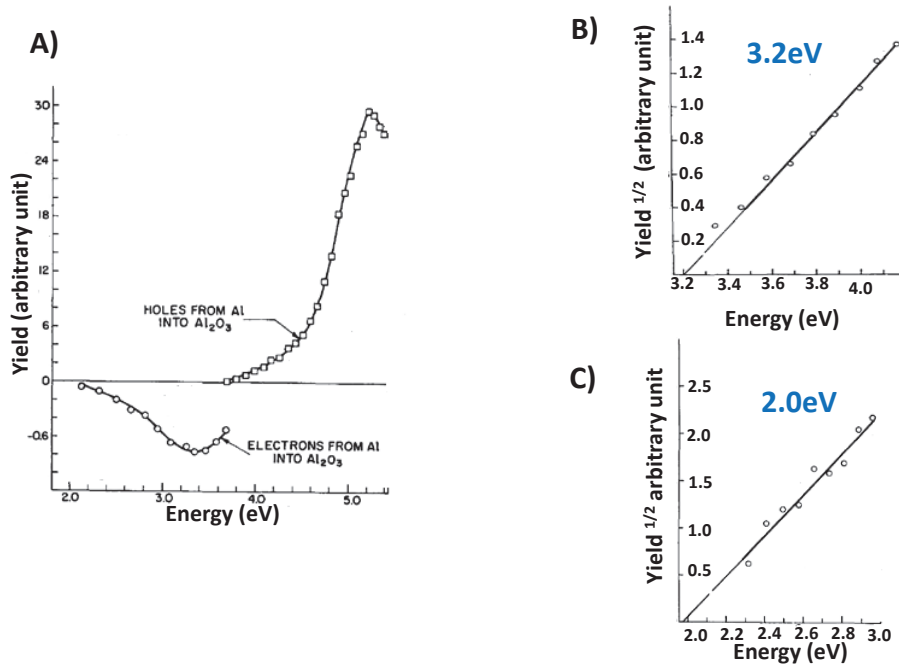 A)
Yield (arbitrary unit)
30
24
18
12
6
0
-0.6
HOLES FROM Al
INTO Al₂O₃
ELECTRONS FROM Al
INTO Al₂O₃
2.0 3.0 4.0 5.0
Energy (eV)
B)
3.2eV
Yield 1/2 (arbitrary unit)
1.4
1.2
1.0
0.8
0.6
0.4
0.2
3.2 3.4 3.6 3.8 4.0
Energy (eV)
C)
2.0eV
Yield 1/2 arbitrary unit
2.5
2.0
1.5
1.0
0.5
2.0 2.2 2.4 2.6 2.8 3.0
Energy (eV)